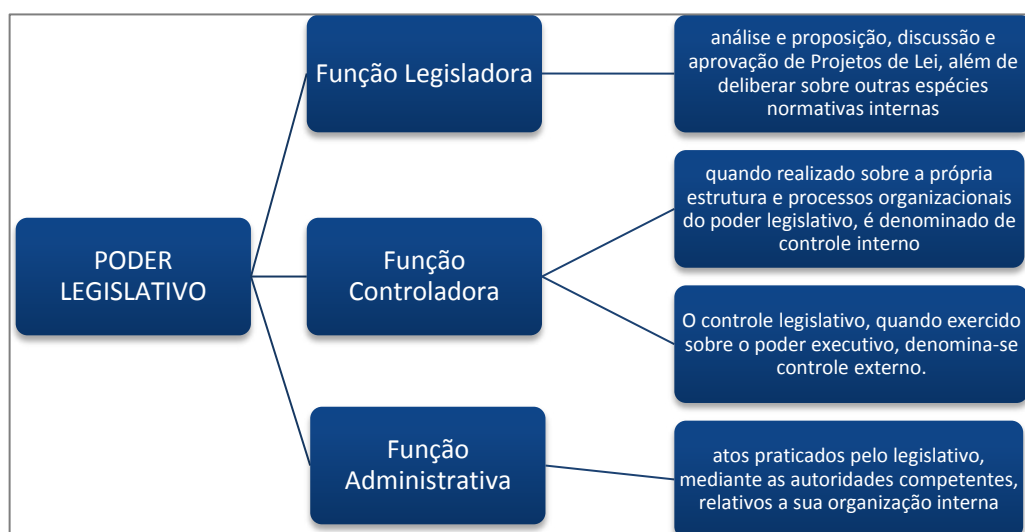 PODER
LEGISLATIVO
Função Legisladora
análise e proposição, discussão e
aprovação de Projetos de Lei, além de
deliberar sobre outras espécies
normativas internas
Função
Controladora
quando realizado sobre a própria
estrutura e processos organizacionais
do poder legislativo, é denominado de
controle interno
O controle legislativo, quando exercido
sobre o poder executivo, denomina-se
controle externo.
Função
Administrativa
atos praticados pelo legislativo,
mediante as autoridades competentes,
relativos a sua organização interna